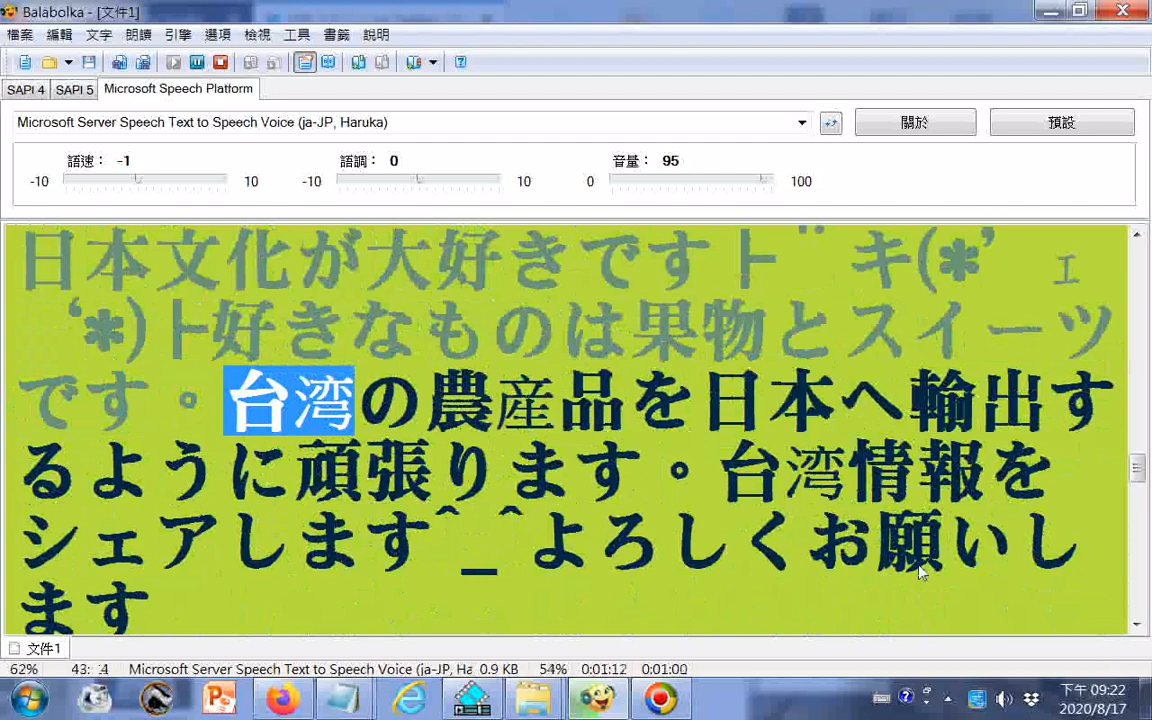 Balabolka - [文件1]
檔案 編輯 文字 朗讀 引擎 選項 檢視 工具 書籤 說明
SAPI 4 SAPI 5 Microsoft Speech Platform
Microsoft Server Speech Text to Speech Voice (ja-JP, Haruka) 關於 預設
語速： -1 語調： 0 音量： 95
-10 10 -10 10 0 100
日本文化が大好きですト゛キ(*’ェ
‘*)ト好きなものは果物とスイーツ
です。台湾の農産品を日本へ輸出す
るように頑張ります。台湾情報を
シェアします^_^よろしくお願いし
ます
文件1
62% 43: 14 Microsoft Server Speech Text to Speech Voice (ja-JP, Ha 0.9 KB 54% 0:01:12 0:01:00
下午 09:22
2020/8/17